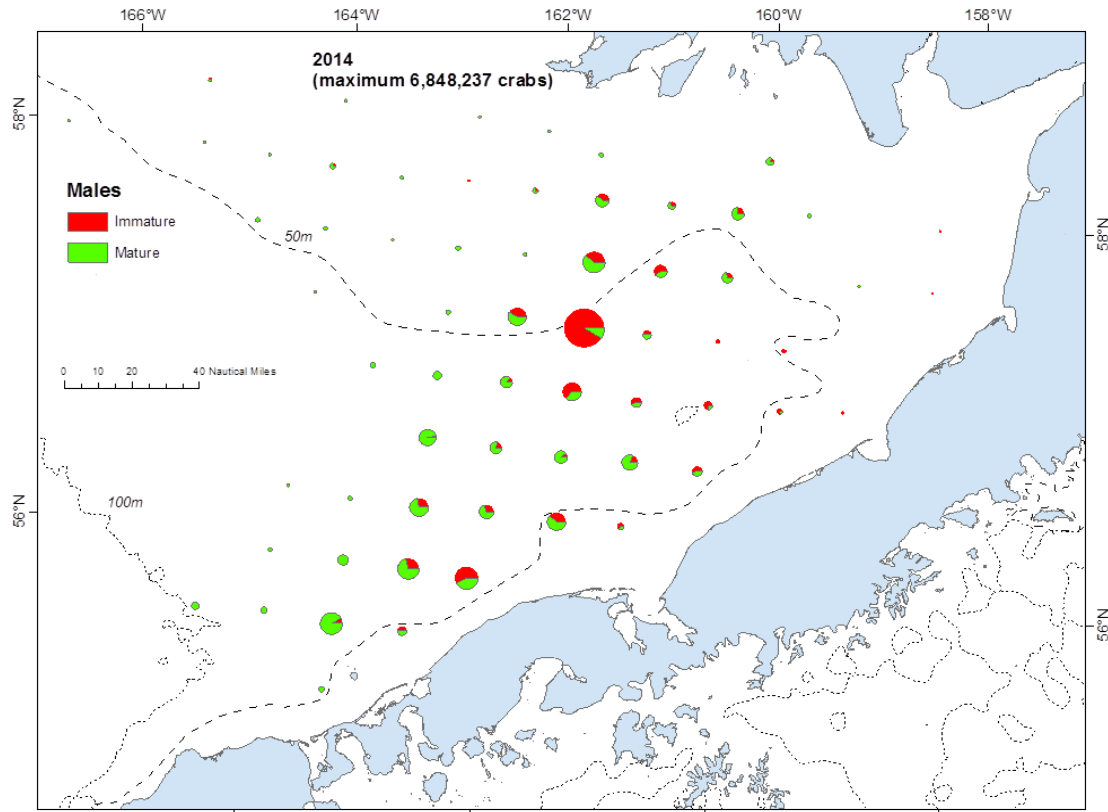 166°W 164°W 162°W 160°W 158°W
2014
(maximum 6,848,237 crabs)
58°N
Males
Immature
Mature
50m
58°N
0 10 20 40 Nautical Miles
100m
56°N
56°N